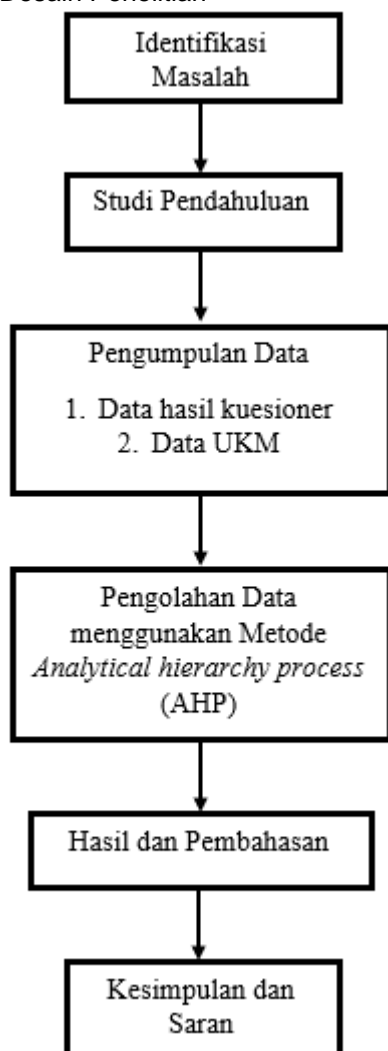 Desain Penelitian
Identifikasi
Masalah
Studi Pendahuluan
Pengumpulan Data
1. Data hasil kuesioner
2. Data UKM
Pengolahan Data
menggunakan Metode
Analytical hierarchy process
(AHP)
Hasil dan Pembahasan
Kesimpulan dan
Saran